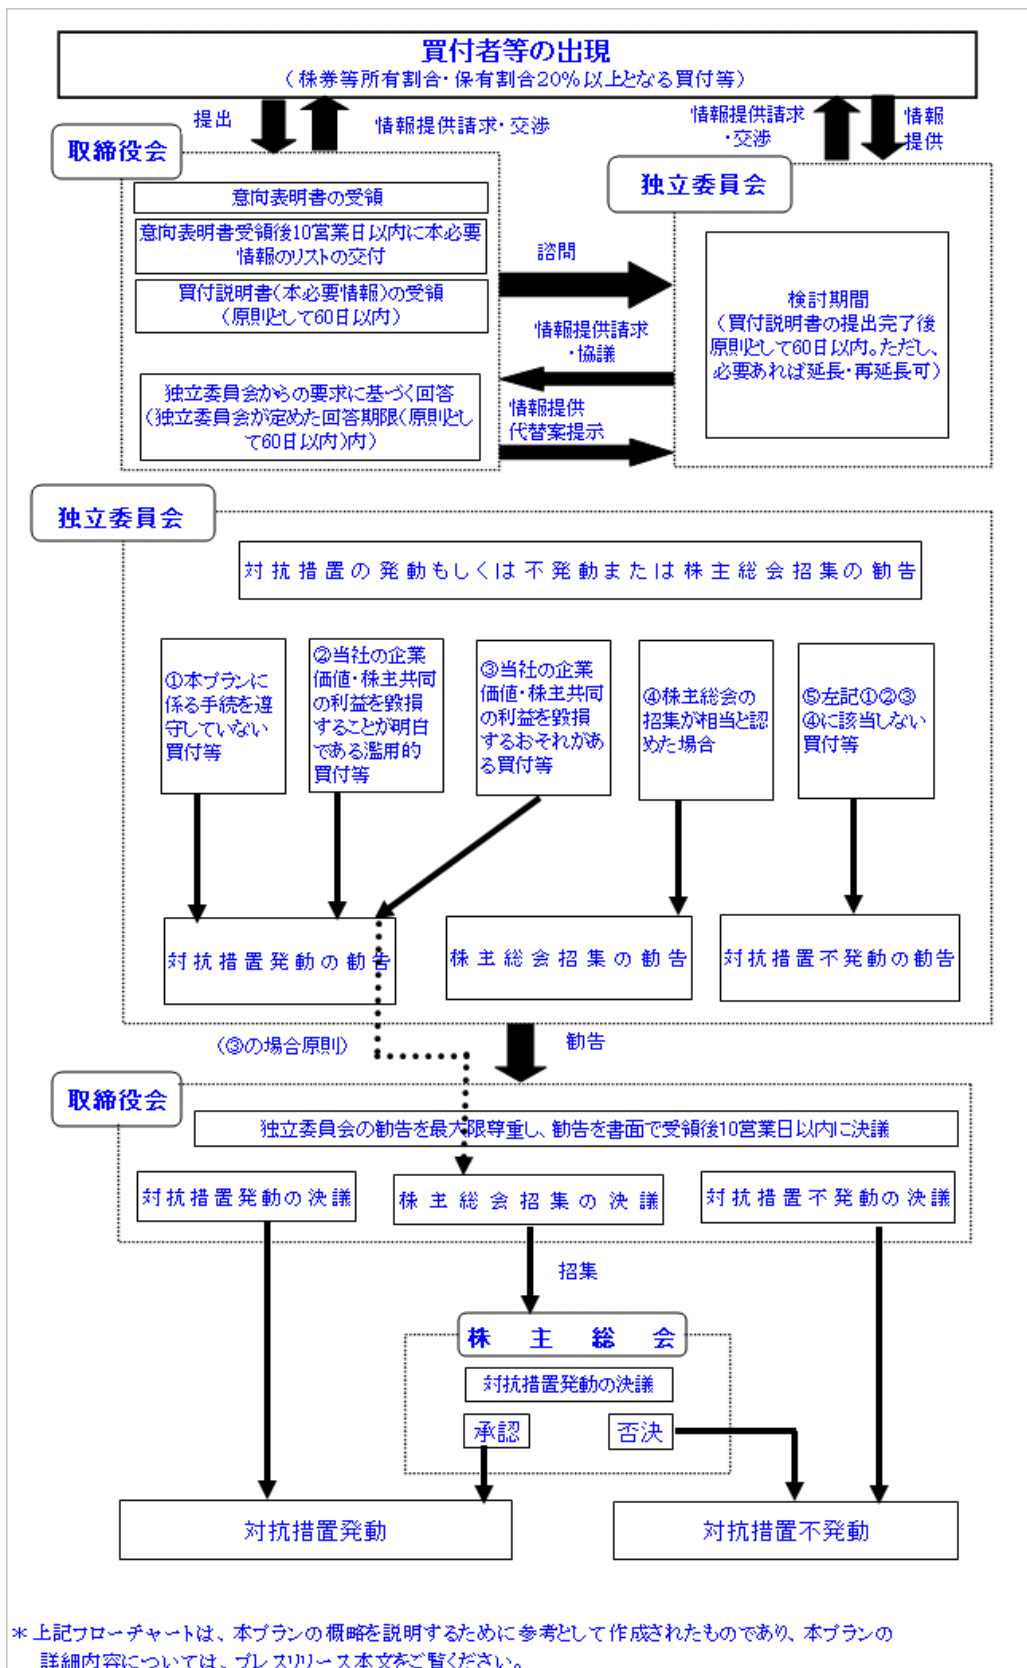 買付者等の出現
(株券等所有割合・保有割合20%以上となる買付等)
提出
情報提供請求・交渉
情報提供請求
・交渉
情報
提供
取締役会
意向表明書の受領
意向表明書受領後10営業日以内に本必要
情報のリストの交付
買付説明書(本必要情報)の受領
(原則として60日以内)
独立委員会からの要求に基づく回答
(独立委員会が定めた回答期限(原則とし
て60日以内)内)
諮問
情報提供請求
・協議
情報提供
代替案提示
独立委員会
検討期間
(買付説明書の提出完了後
原則として60日以内。ただし、
必要あれば延長・再延長可)
独立委員会
対抗措置の発動もしくは不発動または株主総会招集の勧告
①本プランに
係る手続を遵
守していない
買付等
②当社の企業
価値・株主共同
の利益を毀損
することが明白
である濫用的
買付等
③当社の企業
価値・株主共同
の利益を毀損
するおそれがあ
る買付等
④株主総会の
招集が相当と認
めた場合
⑤左記①②③
④に該当しない
買付等
対抗措置発動の勧告
株主総会招集の勧告
対抗措置不発動の勧告
(③の場合原則)
勧告
取締役会
独立委員会の勧告を最大限尊重し、勧告を書面で受領後10営業日以内に決議
対抗措置発動の決議
株主総会招集の決議
対抗措置不発動の決議
招集
株主総会
対抗措置発動の決議
承認
否決
対抗措置発動
対抗措置不発動
*上記フローチャートは、本プランの概略を説明するために参考として作成されたものであり、本プランの
詳細内容については、プレスリリース本文をご覧ください。